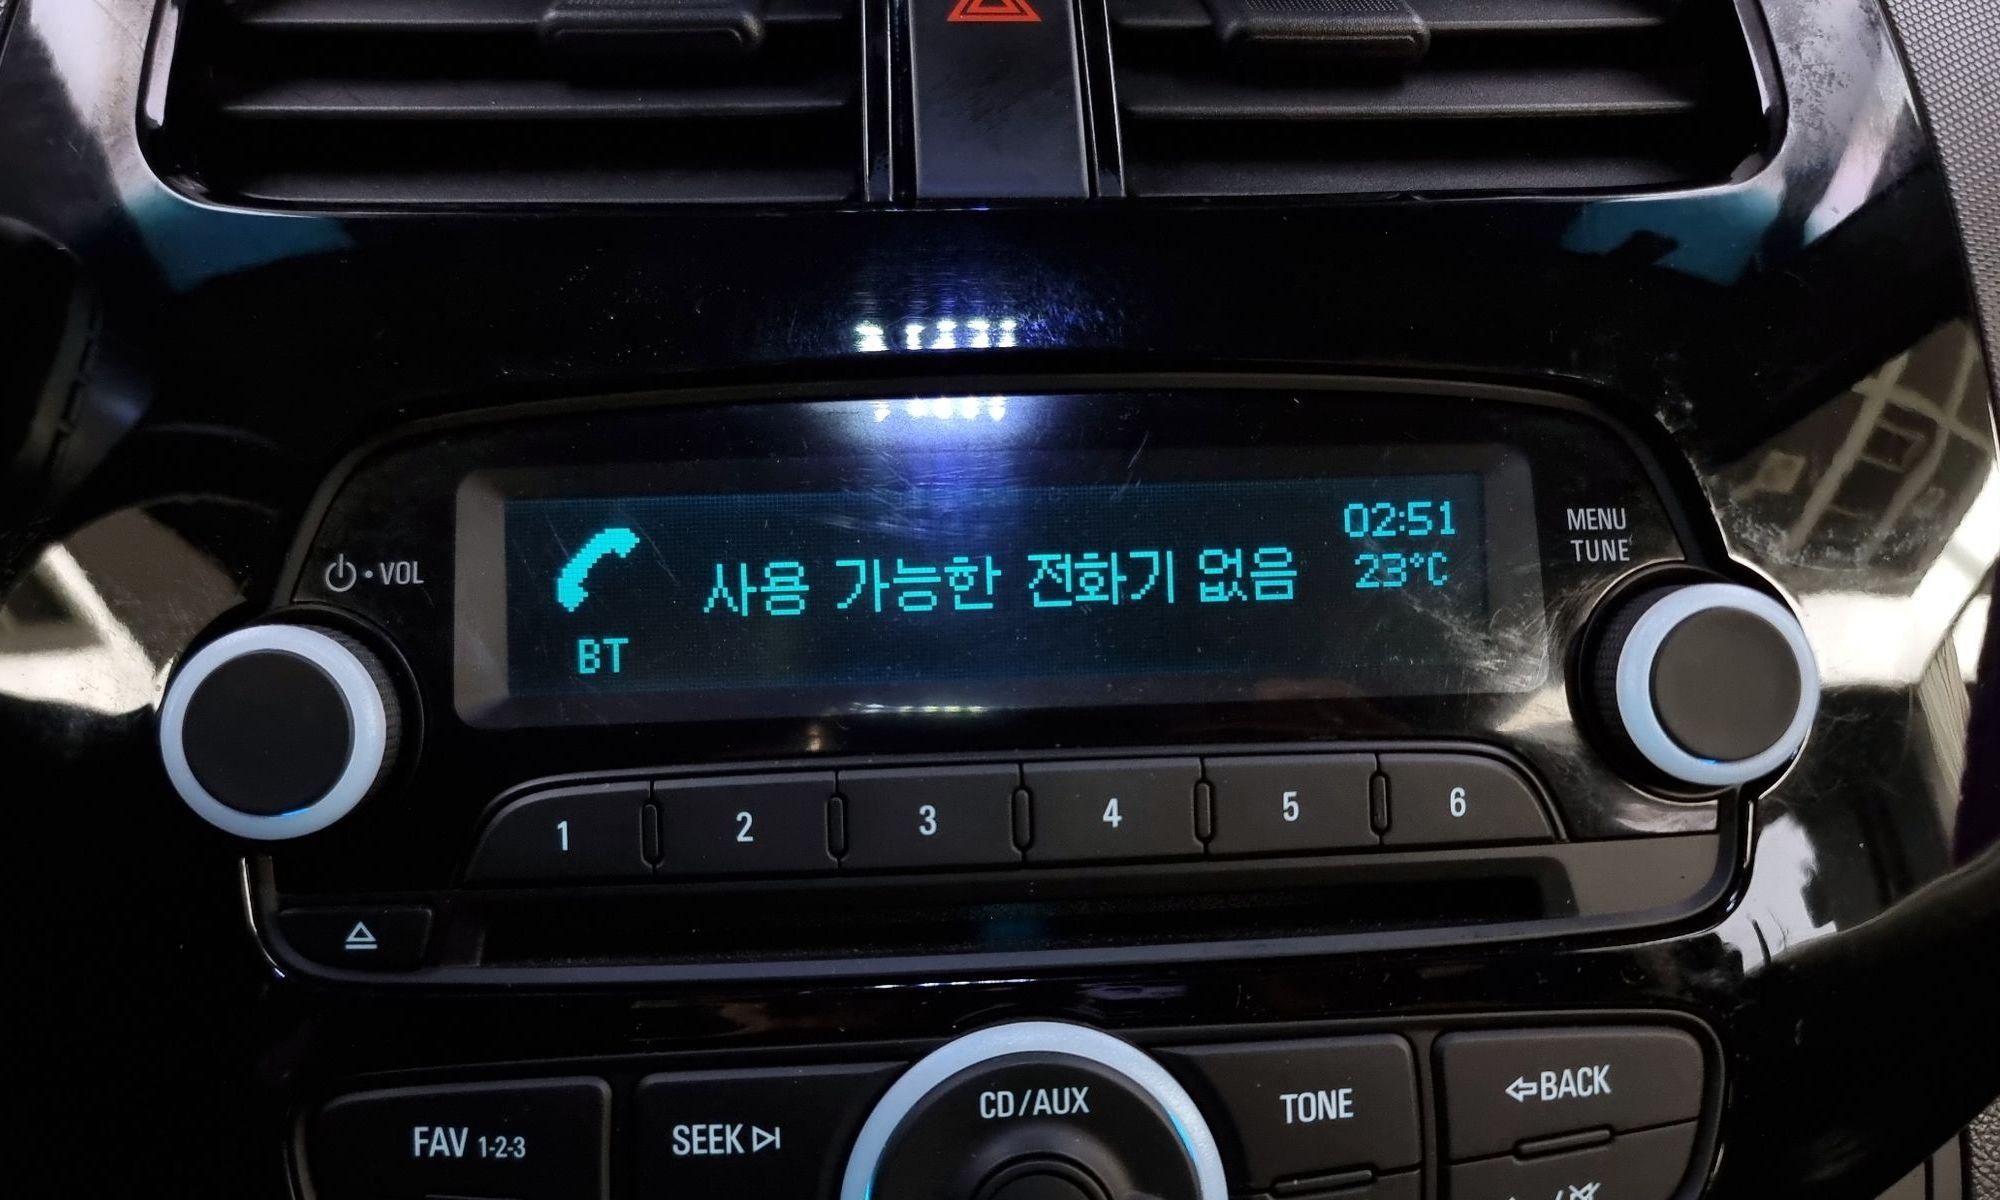 02:51
사용 가능한 전화기 없음
23°C
BT
VOL
MENU
TUNE
1 2 3 4 5 6
CD/AUX
FAV 1-2-3
SEEK
TONE
BACK